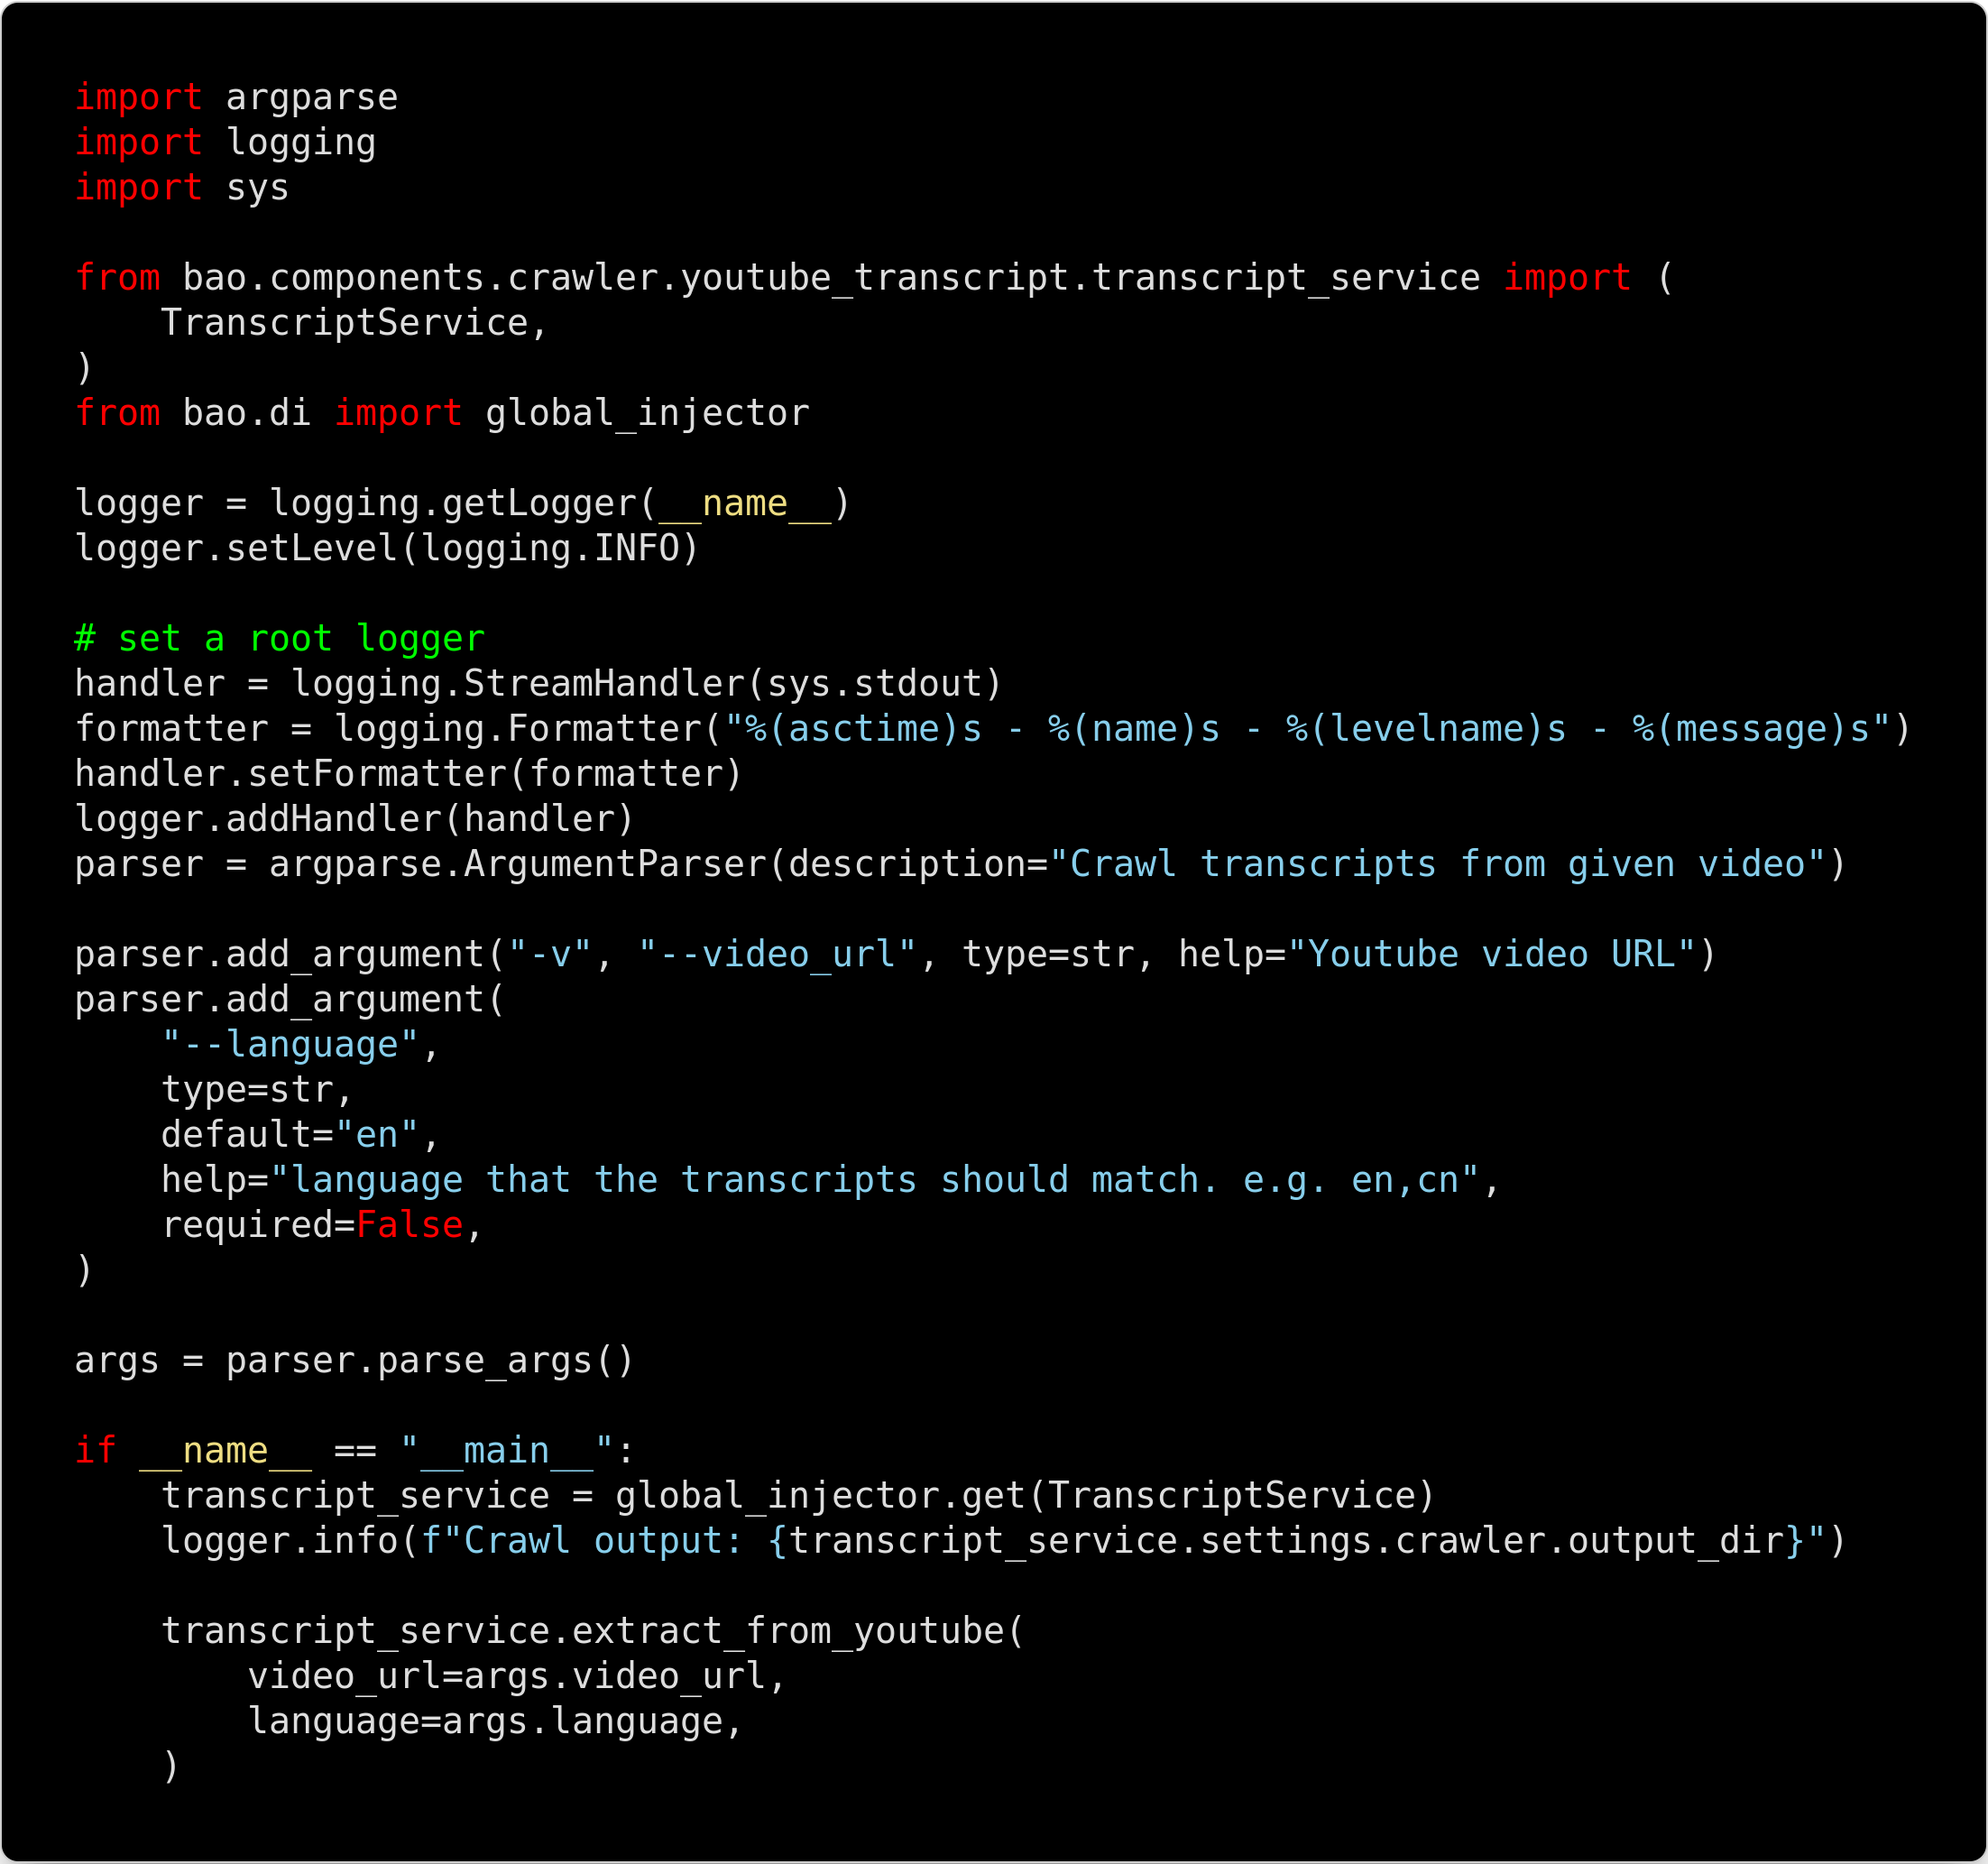 import argparse
import logging
import sys

from bao.components.crawler.youtube_transcript.transcript_service import (
    TranscriptService,
)
from bao.di import global_injector

logger = logging.getLogger(__name__)
logger.setLevel(logging.INFO)

# set a root logger
handler = logging.StreamHandler(sys.stdout)
formatter = logging.Formatter("%(asctime)s - %(name)s - %(levelname)s - %(message)s")
handler.setFormatter(formatter)
logger.addHandler(handler)
parser = argparse.ArgumentParser(description="Crawl transcripts from given video")

parser.add_argument("-v", "--video_url", type=str, help="Youtube video URL")
parser.add_argument(
    "--language",
    type=str,
    default="en",
    help="language that the transcripts should match. e.g. en,cn",
    required=False,
)

args = parser.parse_args()

if __name__ == "__main__":
    transcript_service = global_injector.get(TranscriptService)
    logger.info(f"Crawl output: {transcript_service.settings.crawler.output_dir}")

    transcript_service.extract_from_youtube(
        video_url=args.video_url,
        language=args.language,
    )